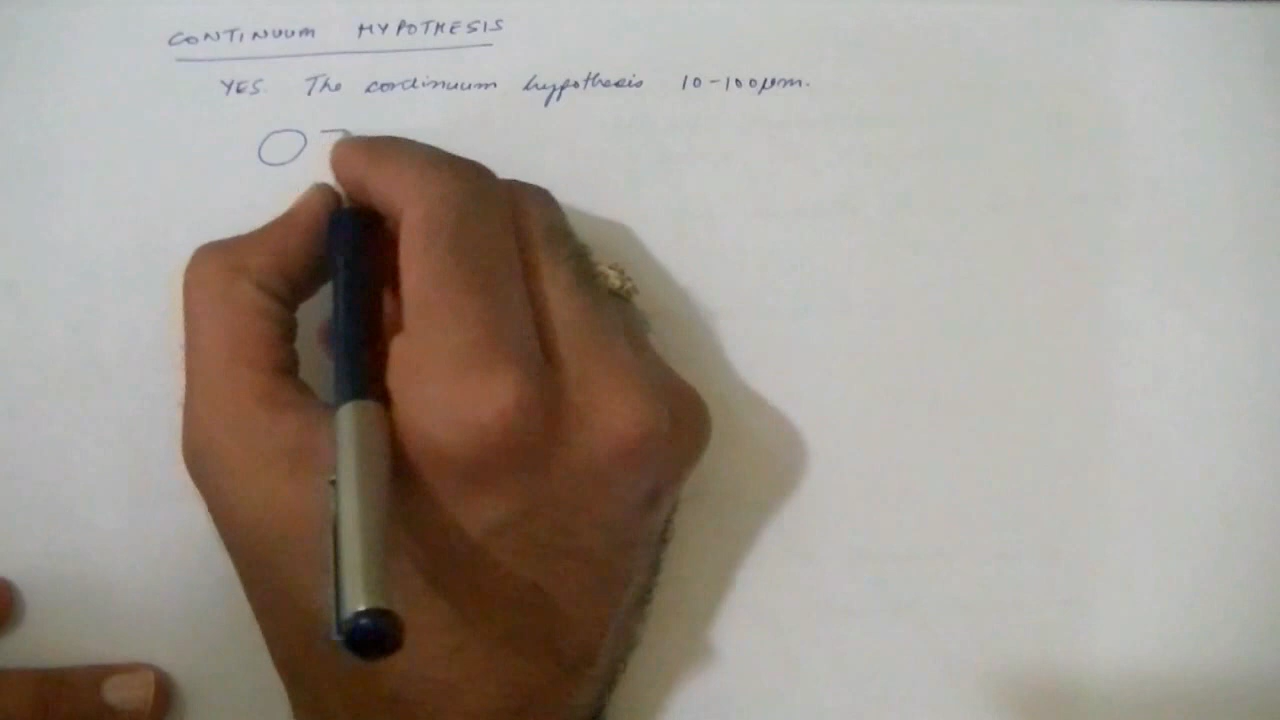 CONTINUUM HYPOTHESIS
YES. The continuum hypothesis 10-100μm.